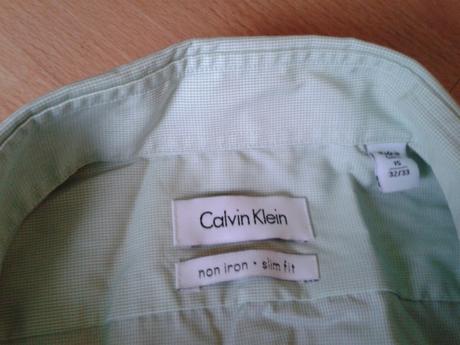 Calvin Klein
non iron • slim fit
15
32/33